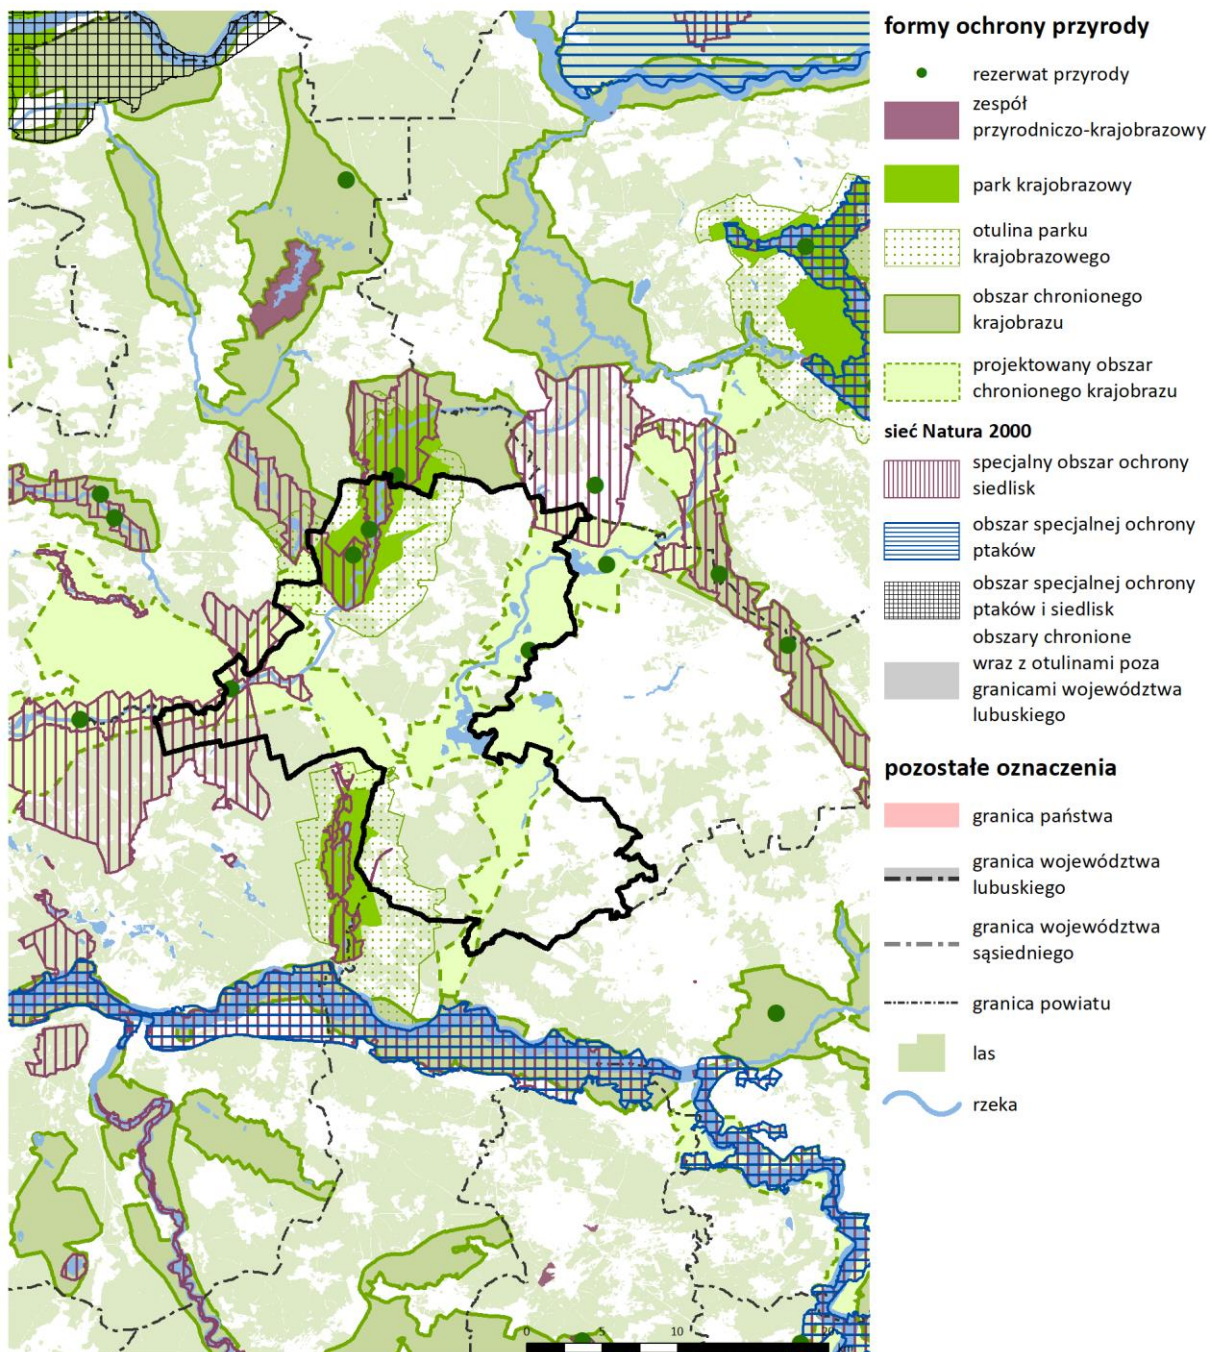 formy ochrony przyrody
rezerwat przyrody
zespół
przyrodniczo-krajobrazowy
park krajobrazowy
otulina parku
krajobrazowego
obszar chronionego
krajobrazu
projektowany obszar
chronionego krajobrazu
sieć Natura 2000
specjalny obszar ochrony
siedlisk
obszar specjalnej ochrony
ptaków
obszar specjalnej ochrony
ptaków i siedlisk
obszary chronione
wraz z otulinami poza
granicami województwa
lubuskiego
pozostałe oznaczenia
granica państwa
granica województwa
lubuskiego
granica województwa
sąsiedniego
granica powiatu
las
rzeka
0 5 10 20